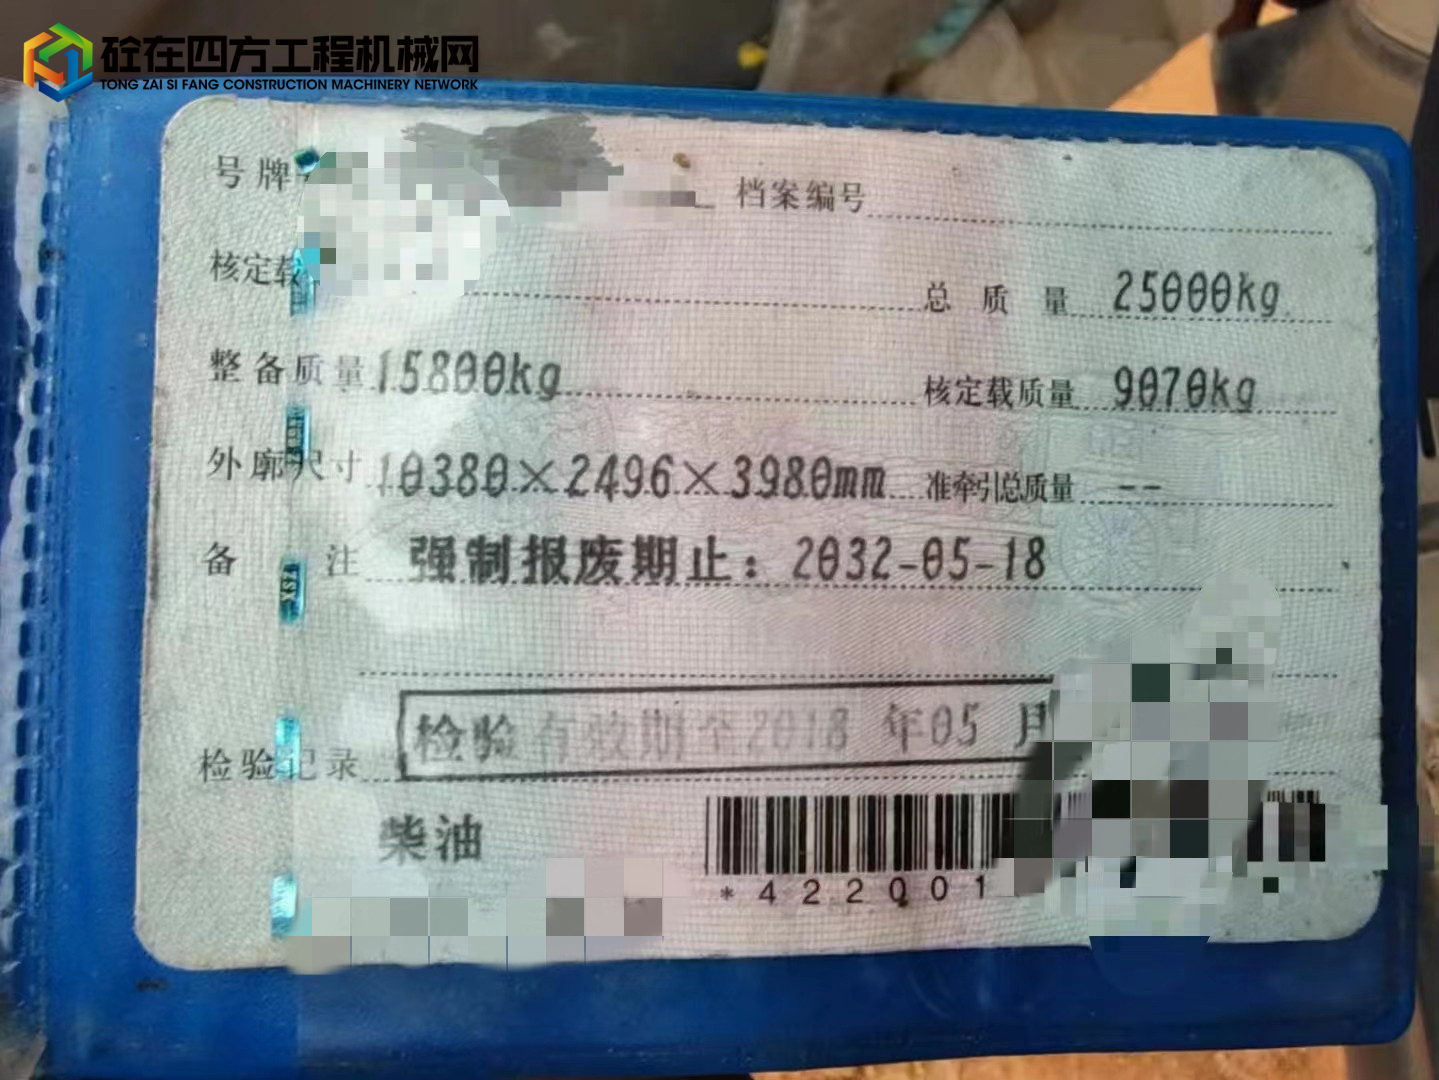 砼在四方工程机械网
TONG ZAI SI FANG CONSTRUCTION MACHINERY NETWORK
号牌 档案编号
核定载 总质量 25000kg
整备质量 15800kg 核定载质量 9070kg
外廓尺寸 10380×2496×3980mm 准牵引总质量 --
备注 强制报废期止：2032-05-18
检验记录 检验有效期至2018年05月
柴油
*422001